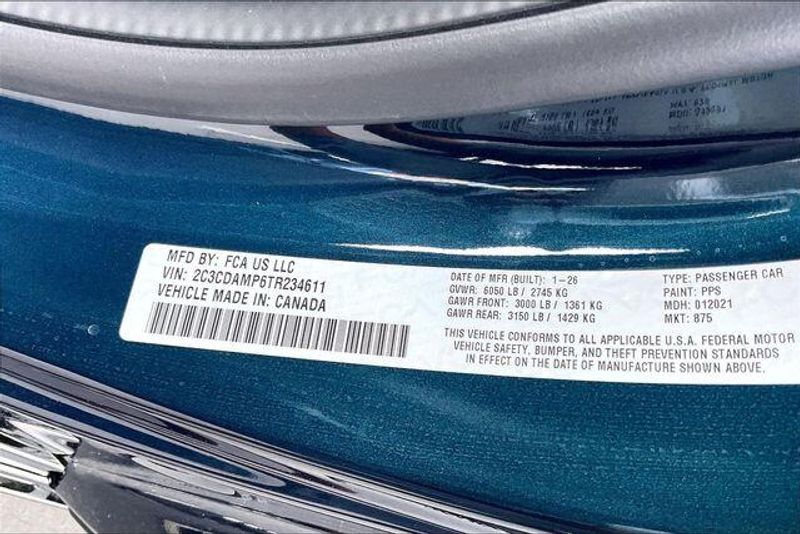 MFD BY: FCA US LLC
VIN: 2C3CDAMP6TR234611
VEHICLE MADE IN: CANADA
DATE OF MFR (BUILT): 1-26
GVWR: 6050 LB / 2745 KG
GAWR FRONT: 3000 LB / 1361 KG
GAWR REAR: 3150 LB / 1429 KG
TYPE: PASSENGER CAR
PAINT: PPS
MDH: 012021
MKT: 875
THIS VEHICLE CONFORMS TO ALL APPLICABLE U.S.A. FEDERAL MOTOR
VEHICLE SAFETY, BUMPER, AND THEFT PREVENTION STANDARDS
IN EFFECT ON THE DATE OF MANUFACTURE SHOWN ABOVE.